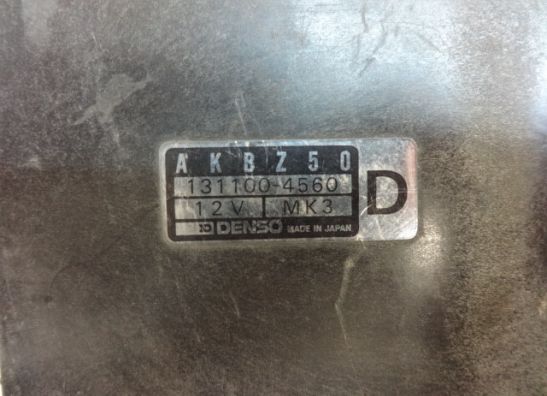 AKBZ50
131100-4560
12V MK3 D
DENSO MADE IN JAPAN